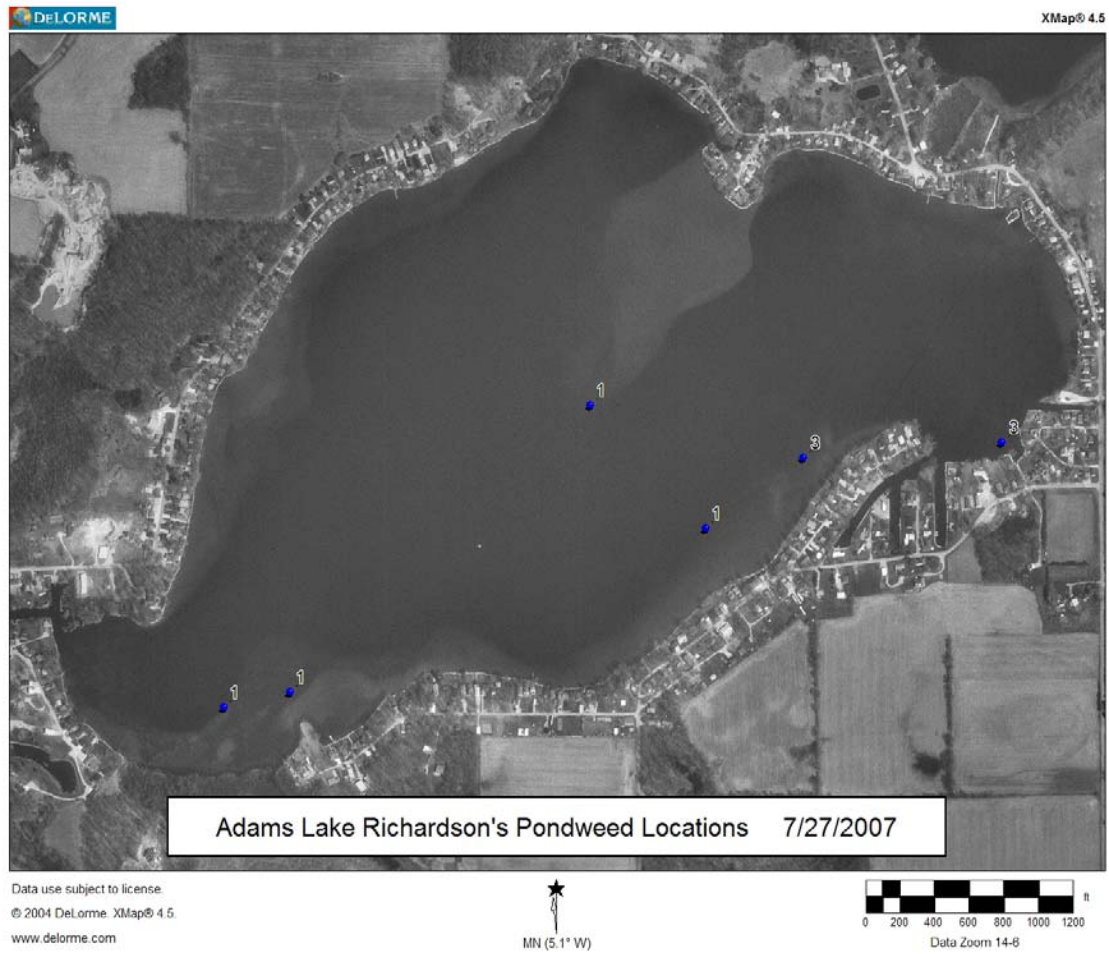 DELORME
XMap® 4.5
1
3
3
1
1
1
Adams Lake Richardson's Pondweed Locations 7/27/2007
Data use subject to license.
© 2004 DeLorme. XMap® 4.5.
www.delorme.com
MN (5.1° W)
ft
0 200 400 600 800 1000 1200
Data Zoom 14-6